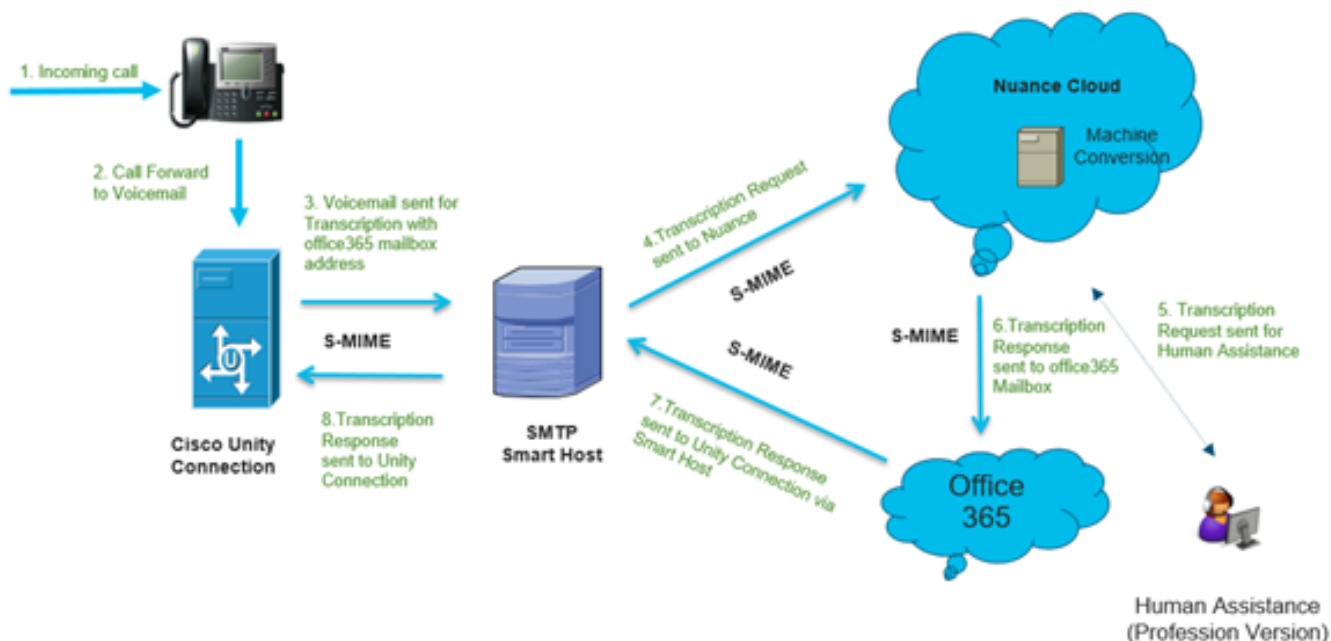 1. Incoming call
2. Call Forward
to Voicemail
3. Voicemail sent for
Transcription with
office365 mailbox
address
S-MIME
8.Transcription
Response
sent to Unity
Connection
Cisco Unity
Connection
SMTP
Smart Host
4.Transcription Request
sent to Nuance
S-MIME
S-MIME
7.Transcription Response
sent to Unity Connection via
Smart Host
Nuance Cloud
Machine
Conversion
S-MIME
6.Transcription
Response
sent to office365
Mailbox
5. Transcription
Request sent for
Human Assistance
Office
365
Human Assistance
(Profession Version)
U